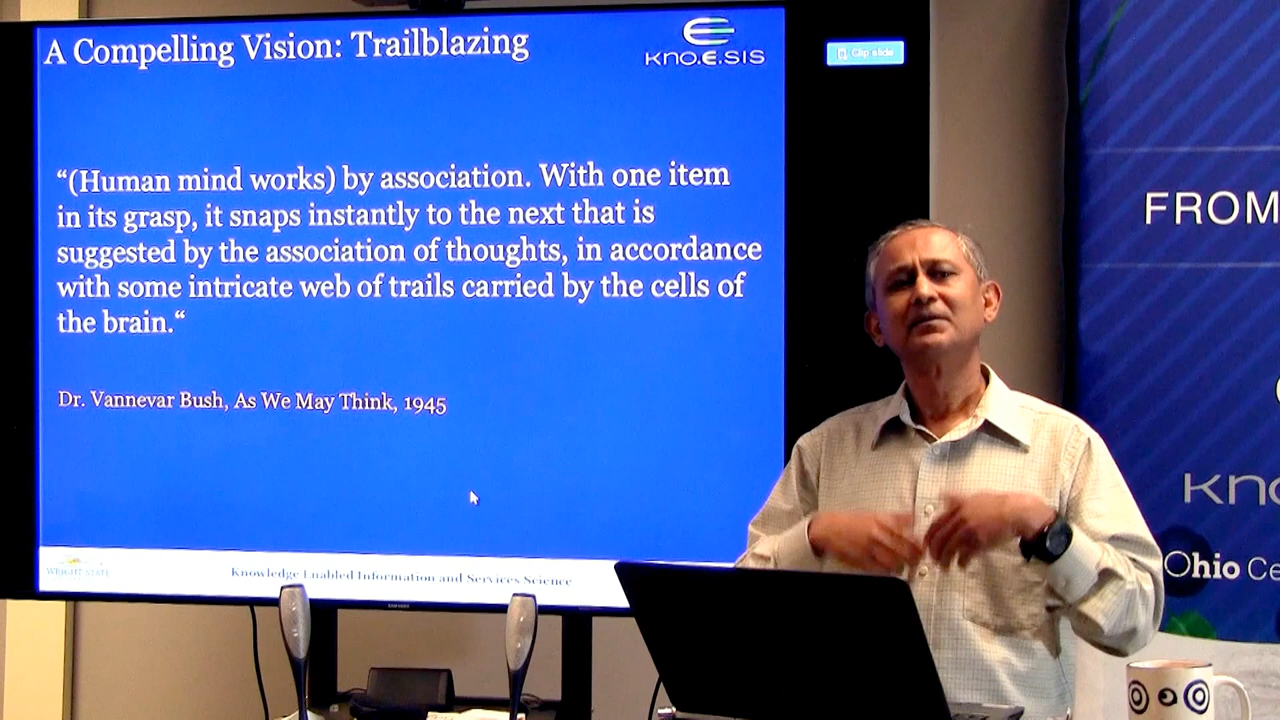 A Compelling Vision: Trailblazing
KNO.E.SIS
Clip slide
“(Human mind works) by association. With one item
in its grasp, it snaps instantly to the next that is
suggested by the association of thoughts, in accordance
with some intricate web of trails carried by the cells of
the brain.“
Dr. Vannevar Bush, As We May Think, 1945
WRIGHT STATE
Knowledge Enabled Information and Services Science
SAMSUNG
FROM
Ohio